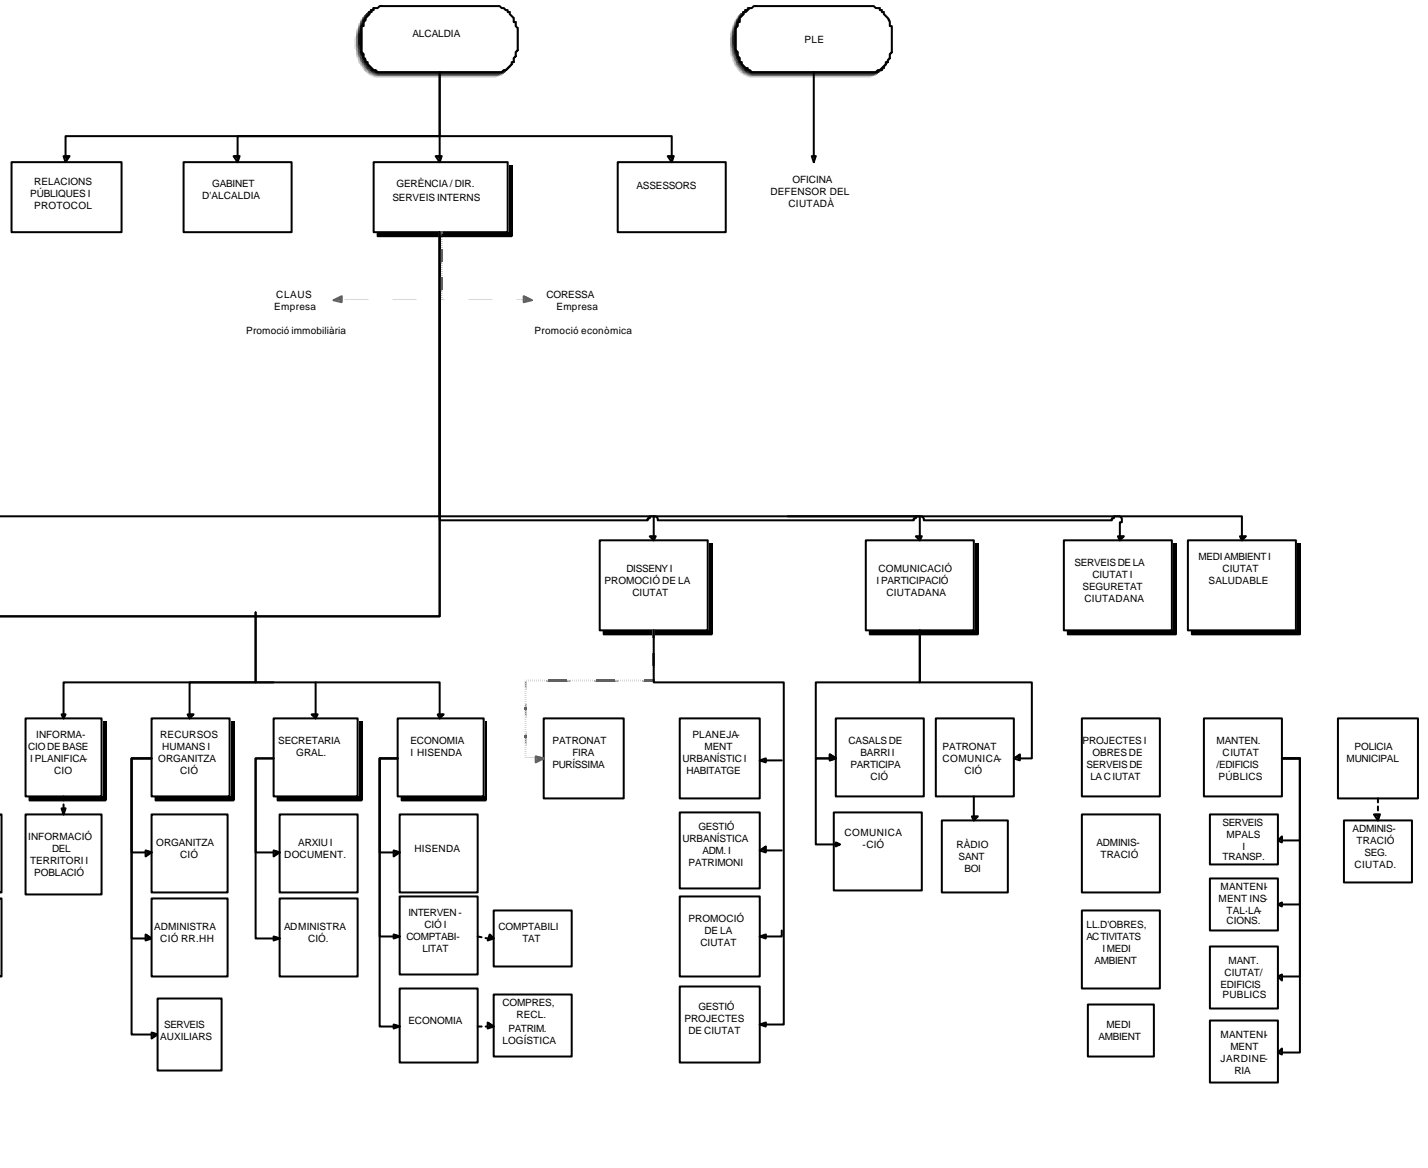 ALCALDIA
PLE
RELACIONS
PÚBLIQUES I
PROTOCOL
GABINET
D'ALCALDIA
GERÈNCIA / DIR.
SERVEIS INTERNS
ASSESSORS
OFICINA
DEFENSOR DEL
CIUTADÀ
CLAUS
Empresa
Promoció immobiliària
CORESSA
Empresa
Promoció econòmica
DISSENY I
PROMOCIÓ DE LA
CIUTAT
COMUNICACIÓ
I PARTICIPACIÓ
CIUTADANA
SERVEIS DE LA
CIUTAT I
SEGURETAT
CIUTADANA
MEDI AMBIENT I
CIUTAT
SALUDABLE
INFORMA-
CIO DE BASE
I PLANIFICA-
CIO
RECURSOS
HUMANS I
ORGANITZA
CIÓ
SECRETARIA
GRAL.
ECONOMIA
I HISENDA
PATRONAT
FIRA
PURÍSSIMA
PLANEJA-
MENT
URBANÍSTIC I
HABITATGE
CASALS DE
BARRI I
PARTICIPA
CIÓ
PATRONAT
COMUNICA-
CIÓ
PROJECTES I
OBRES DE
SERVEIS DE
LA CIUTAT
MANTEN.
CIUTAT
/EDIFICIS
PÚBLICS
POLICIA
MUNICIPAL
INFORMACIÓ
DEL
TERRITORI I
POBLACIÓ
ORGANITZA
CIÓ
ARXIU I
DOCUMENT.
HISENDA
GESTIÓ
URBANÍSTICA
ADM. I
PATRIMONI
COMUNICA
-CIÓ
RÀDIO
SANT
BOI
ADMINIS-
TRACIÓ
SERVEIS
MPALS
I
TRANSP.
ADMINIS-
TRACIÓ
SEG.
CIUTAD.
ADMINISTRA
CIÓ RR.HH
ADMINISTRA
CIÓ.
INTERVEN-
CIÓ I
COMPTABI-
LITAT
COMPTABILI
TAT
PROMOCIÓ
DE LA
CIUTAT
LL.D'OBRES,
ACTIVITATS
I MEDI
AMBIENT
MANTENI-
MENT INS-
TAL·LA-
CIONS.
MANT.
CIUTAT/
EDIFICIS
PUBLICS
SERVEIS
AUXILIARS
ECONOMIA
COMPRES,
RECL.
PATRIM.
LOGÍSTICA
GESTIÓ
PROJECTES
DE CIUTAT
MEDI
AMBIENT
MANTENI-
MENT
JARDINE-
RIA